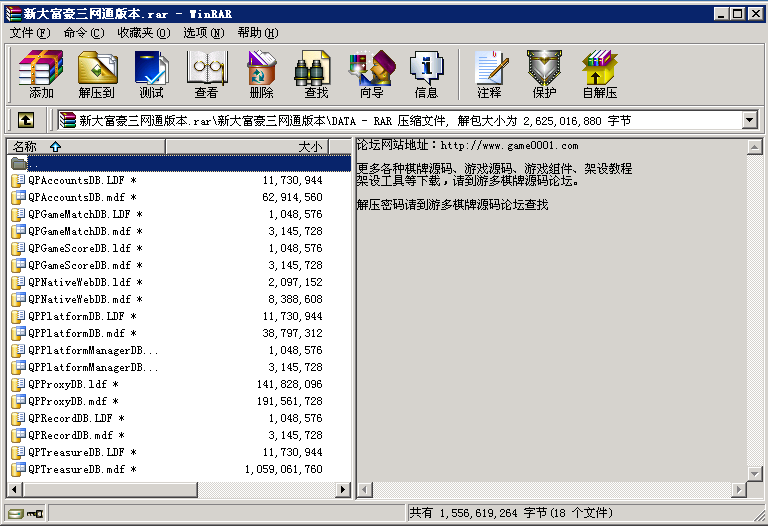 新大富豪三网通版本.rar - WinRAR
文件(F) 命令(C) 收藏夹(O) 选项(N) 帮助(H)
添加 解压到 测试 查看 删除 查找 向导 信息 注释 保护 自解压
新大富豪三网通版本.rar\新大富豪三网通版本\DATA - RAR 压缩文件, 解包大小为 2,625,016,880 字节
名称 大小
..
QPAccountsDB.LDF * 11,730,944
QPAccountsDB.mdf * 62,914,560
QPGameMatchDB.LDF * 1,048,576
QPGameMatchDB.mdf * 3,145,728
QPGameScoreDB.ldf * 1,048,576
QPGameScoreDB.mdf * 3,145,728
QPNativeWebDB.ldf * 2,097,152
QPNativeWebDB.mdf * 8,388,608
QPPlatformDB.LDF * 11,730,944
QPPlatformDB.mdf * 38,797,312
QPPlatformManagerDB... 1,048,576
QPPlatformManagerDB... 3,145,728
QPProxyDB.ldf * 141,828,096
QPProxyDB.mdf * 191,561,728
QPRecordDB.LDF * 1,048,576
QPRecordDB.mdf * 3,145,728
QPTreasureDB.LDF * 11,730,944
QPTreasureDB.mdf * 1,059,061,760
论坛网站地址：http://www.game0001.com
更多各种棋牌源码、游戏源码、游戏组件、架设教程
架设工具等下载，请到游多棋牌源码论坛。
解压密码请到游多棋牌源码论坛查找
共有 1,556,619,264 字节(18 个文件)